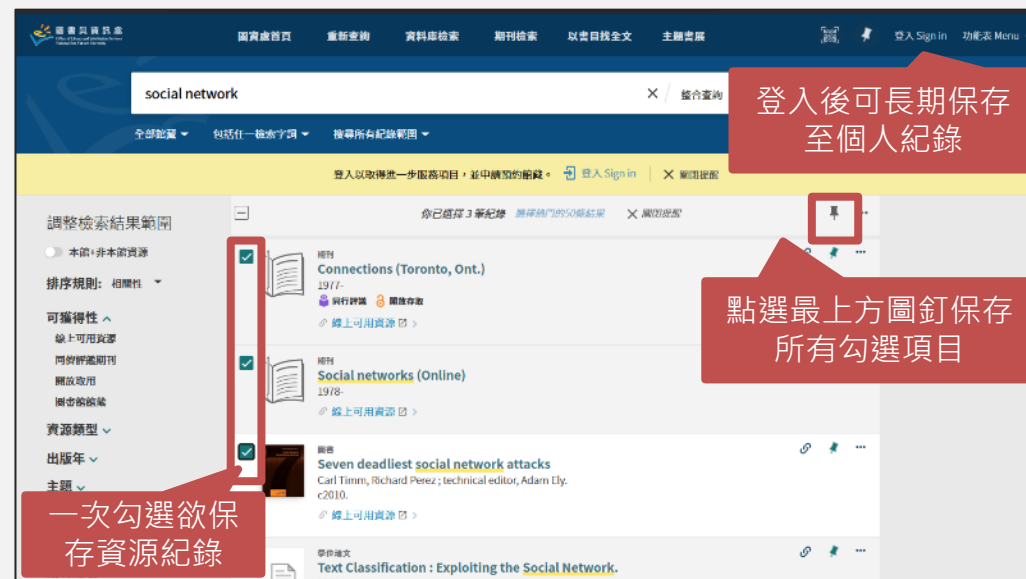 圖書與資訊處
圖資處首頁
重新查詢
資料庫檢索
期刊檢索
以書目找全文
主題書展
登入 Sign in
功能表 Menu
social network
整合查詢
登入後可長期保存
至個人紀錄
全部館藏
包括任一檢索字詞
搜尋所有紀錄範圍
登入以取得進一步服務項目，並申請預約館藏。
登入 Sign in
關閉提醒
調整檢索結果範圍
你已選擇 3 筆紀錄
選擇熱門的50條結果
關閉提醒
本館+非本館資源
排序規則: 相關性
可獲得性
線上可用資源
同儕評鑑期刊
開放取用
圖書館館藏
資源類型
出版年
主題
期刊
Connections (Toronto, Ont.)
1977-
同行評議
開放存取
線上可用資源
點選最上方圖釘保存
所有勾選項目
期刊
Social networks (Online)
1978-
線上可用資源
圖書
Seven deadliest social network attacks
Carl Timm, Richard Perez ; technical editor, Adam Ely.
c2010.
線上可用資源
一次勾選欲保
存資源紀錄
學位論文
Text Classification : Exploiting the Social Network.